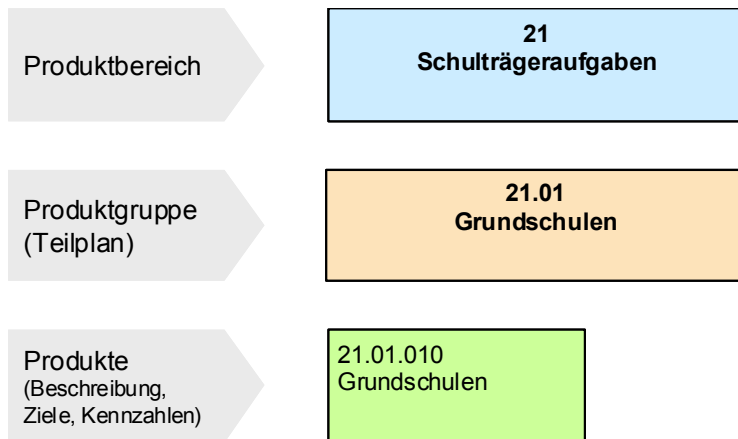 Produktbereich
21
Schulträgeraufgaben
Produktgruppe
(Teilplan)
21.01
Grundschulen
Produkte
(Beschreibung,
Ziele, Kennzahlen)
21.01.010
Grundschulen